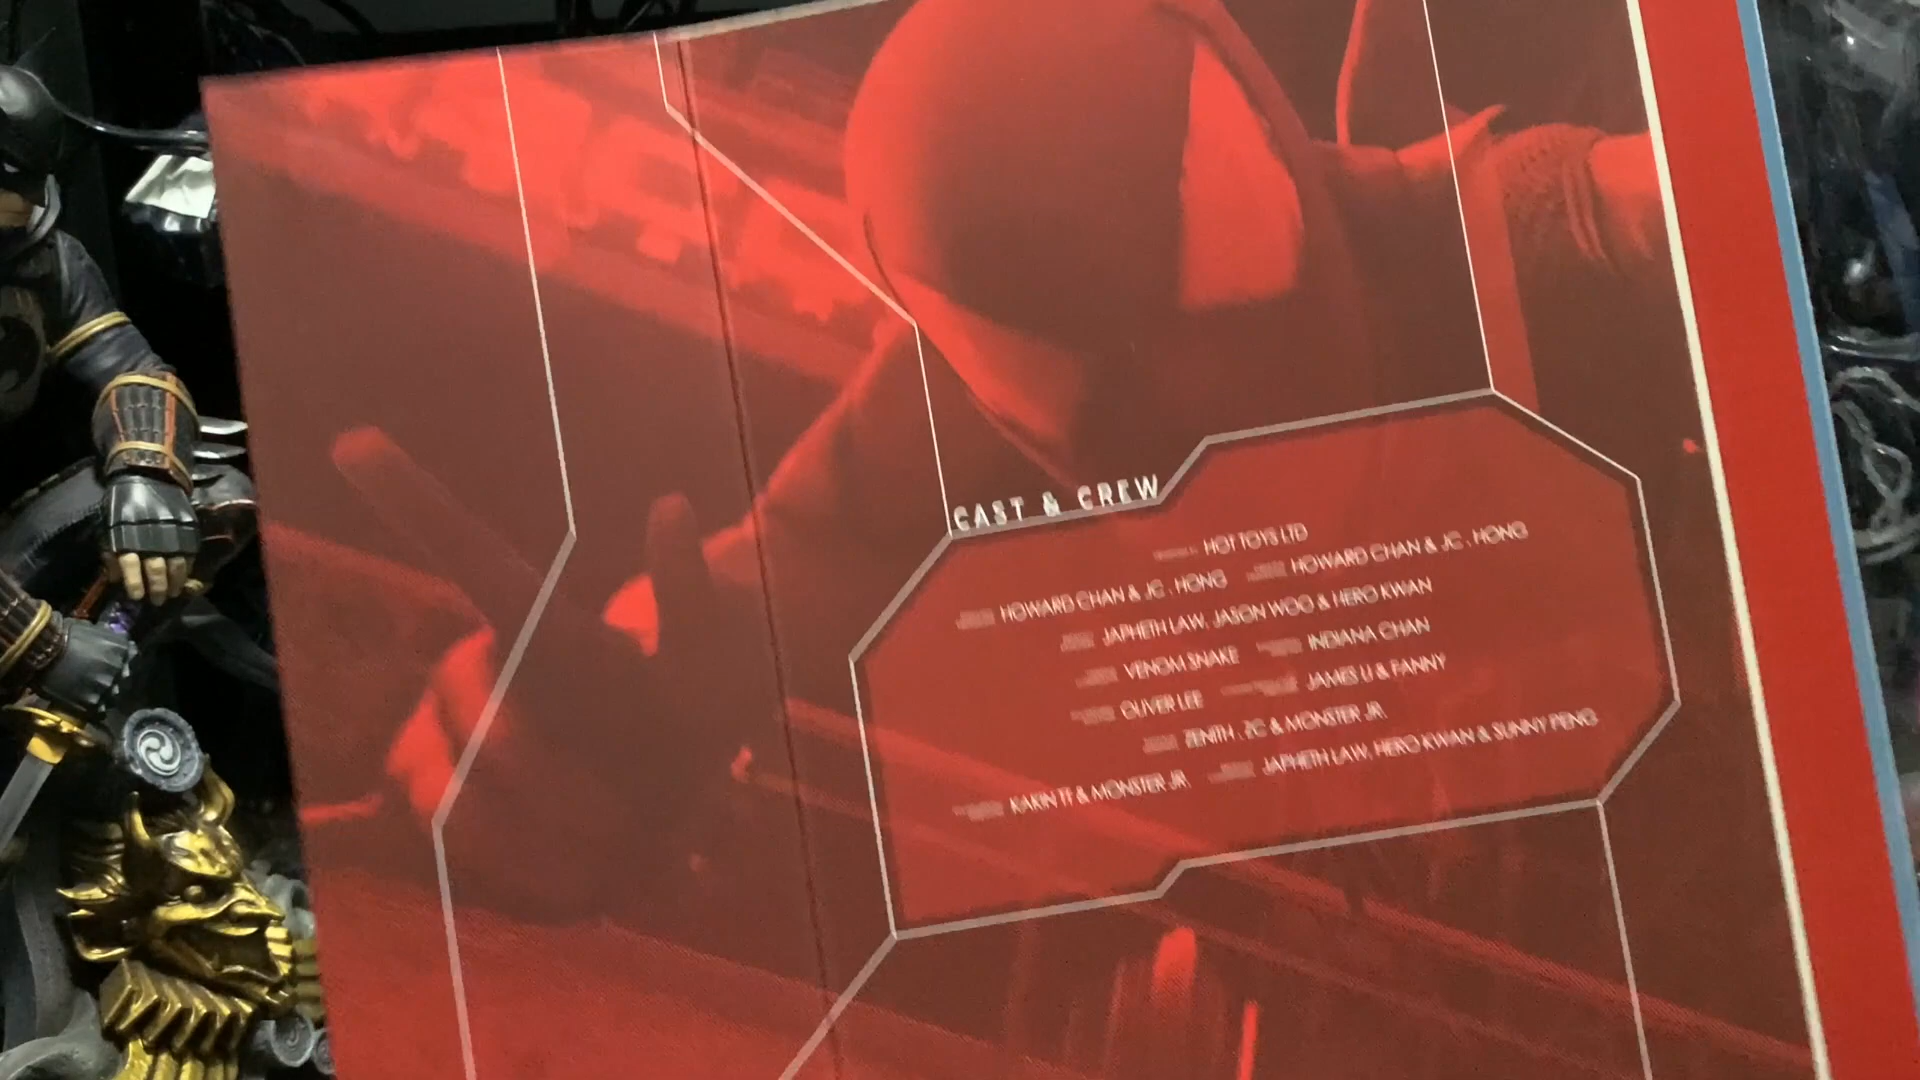 CAST & CREW
HOT TOYS LTD
HOWARD CHAN & JC . HONG HOWARD CHAN & JC . HONG
JAPHETH LAW, JASON WOO & HERO KWAN
VENOM SNAKE INDIANA CHAN
OLIVER LEE JAMES LI & FANNY
ZENITH . ZC & MONSTER JR.
KAKIN TF & MONSTER JR. JAPHETH LAW, HERO KWAN & SUNNY PENG